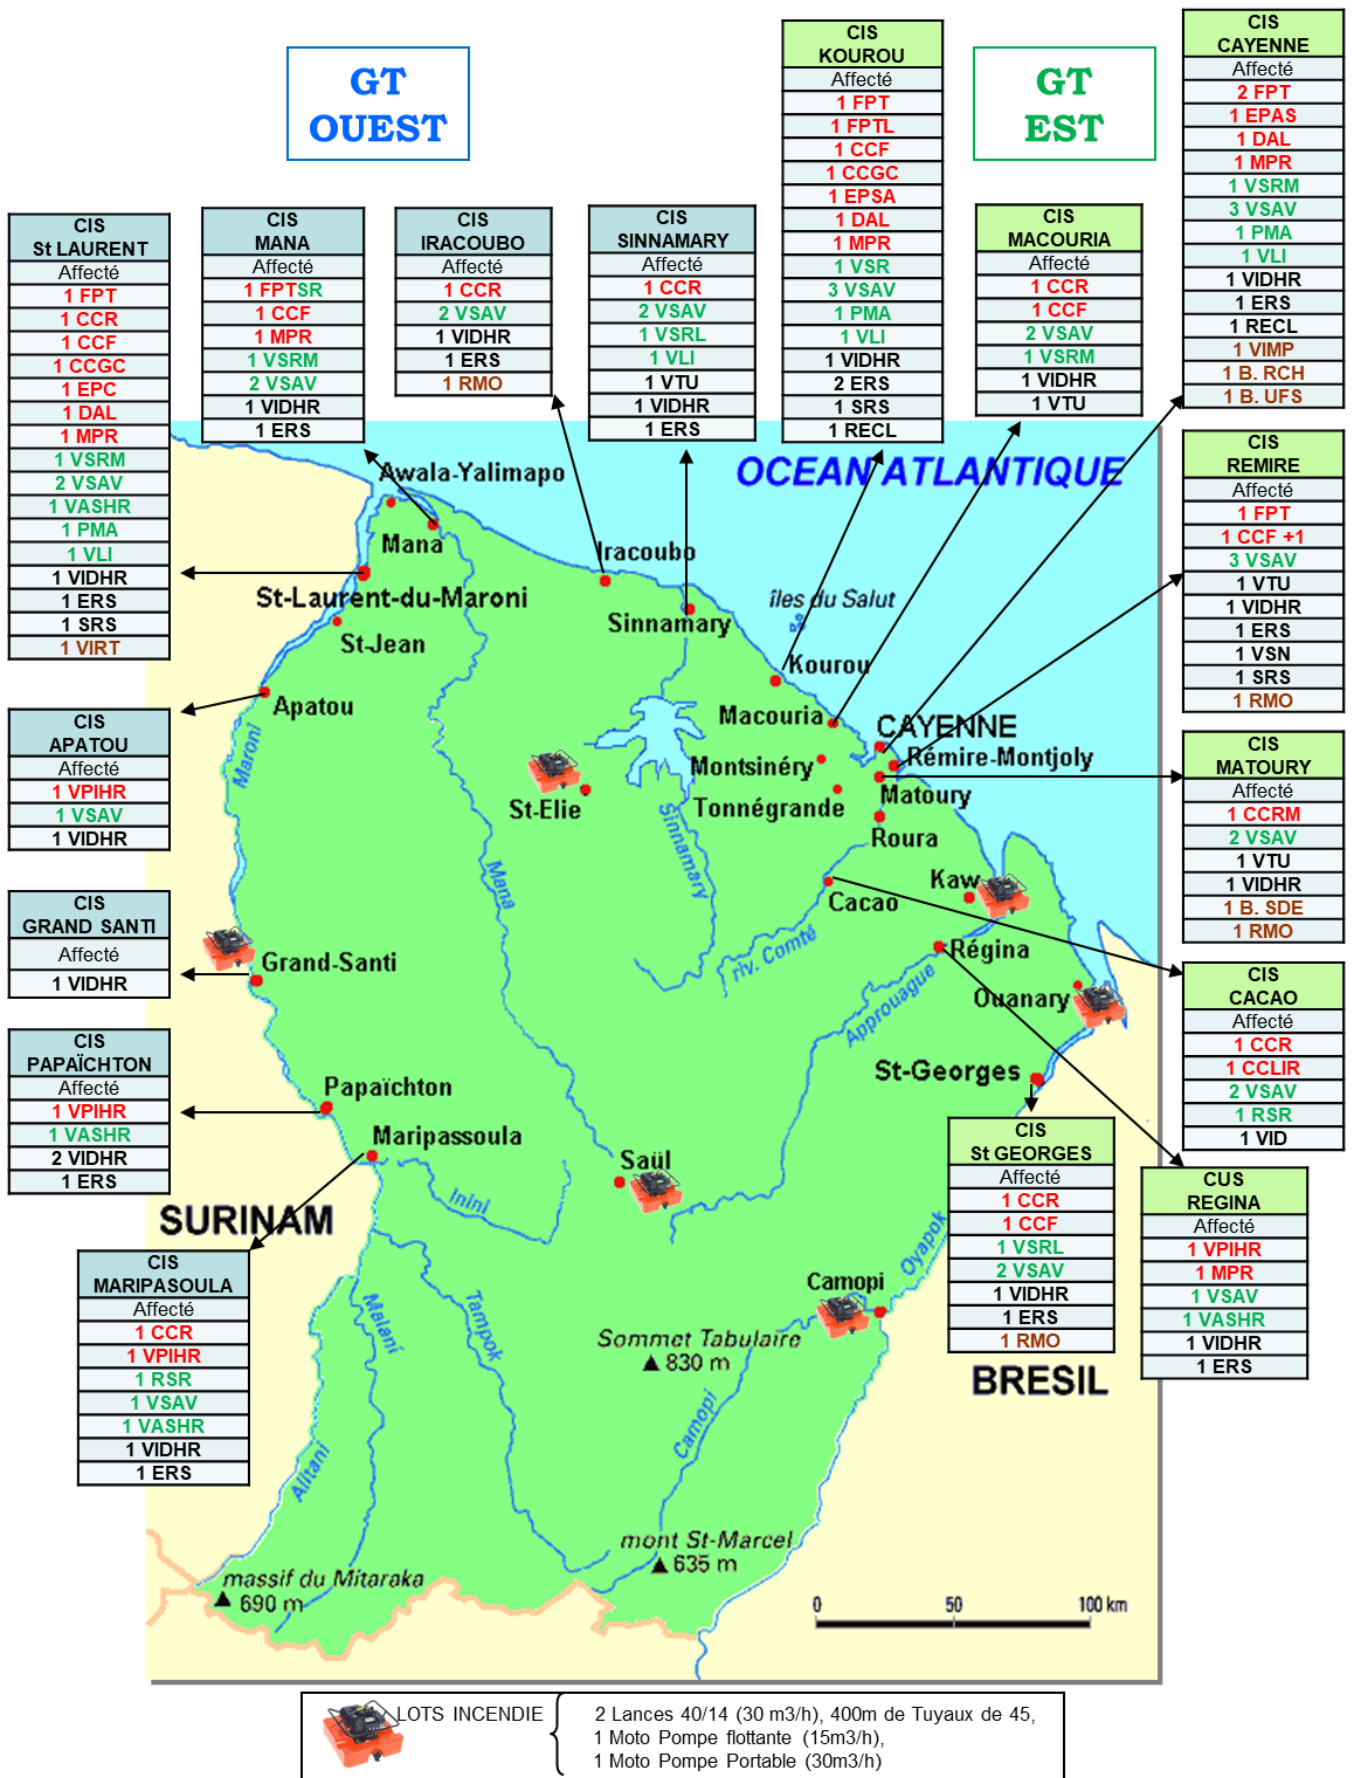 GT
OUEST
GT
EST
CIS
KOUROU
Affecté
1 FPT
1 FPTL
1 CCF
1 CCGC
1 EPSA
1 DAL
1 MPR
1 VSR
3 VSAV
1 PMA
1 VLI
1 VIDHR
2 ERS
1 SRS
1 RECL
CIS
CAYENNE
Affecté
2 FPT
1 EPAS
1 DAL
1 MPR
1 VSRM
3 VSAV
1 PMA
1 VLI
1 VIDHR
1 ERS
1 RECL
1 VIMP
1 B. RCH
1 B. UFS
CIS
St LAURENT
Affecté
1 FPT
1 CCR
1 CCF
1 CCGC
1 EPC
1 DAL
1 MPR
1 VSRM
2 VSAV
1 VASHR
1 PMA
1 VLI
1 VIDHR
1 ERS
1 SRS
1 VIRT
CIS
MANA
Affecté
1 FPTSR
1 CCF
1 MPR
1 VSRM
2 VSAV
1 VIDHR
1 ERS
CIS
IRACOUBO
Affecté
1 CCR
2 VSAV
1 VIDHR
1 ERS
1 RMO
CIS
SINNAMARY
Affecté
1 CCR
2 VSAV
1 VSRL
1 VLI
1 VTU
1 VIDHR
1 ERS
CIS
MACOURIA
Affecté
1 CCR
1 CCF
2 VSAV
1 VSRM
1 VIDHR
1 VTU
CIS
REMIRE
Affecté
1 FPT
1 CCF +1
3 VSAV
1 VTU
1 VIDHR
1 ERS
1 VSN
1 SRS
1 RMO
CIS
APATOU
Affecté
1 VPIHR
1 VSAV
1 VIDHR
CIS
MATOURY
Affecté
1 CCRM
2 VSAV
1 VTU
1 VIDHR
1 B. SDE
1 RMO
CIS
GRAND SANTI
Affecté
1 VIDHR
CIS
CACAO
Affecté
1 CCR
1 CCLIR
2 VSAV
1 RSR
1 VID
CIS
PAPAÏCHTON
Affecté
1 VPIHR
1 VASHR
2 VIDHR
1 ERS
CIS
St GEORGES
Affecté
1 CCR
1 CCF
1 VSRL
2 VSAV
1 VIDHR
1 ERS
1 RMO
CUS
REGINA
Affecté
1 VPIHR
1 MPR
1 VSAV
1 VASHR
1 VIDHR
1 ERS
CIS
MARIPASOULA
Affecté
1 CCR
1 VPIHR
1 RSR
1 VSAV
1 VASHR
1 VIDHR
1 ERS
OCEAN ATLANTIQUE
Awala-Yalimapo
Mana
Iracoubo
St-Laurent-du-Maroni
îles du Salut
Sinnamary
St-Jean
Kourou
Apatou
Macouria
CAYENNE
Maroni
Montsinéry
Rémire-Montjoly
St-Elie
Tonnégrande
Matoury
Sinnamary
Roura
Mana
Kaw
Cacao
riv. Comté
Régina
Grand-Santi
Approuague
Ouanary
St-Georges
Papaïchton
Maripassoula
Saül
Inini
SURINAM
Oyapok
Camopi
Malani
Tampok
Sommet Tabulaire
830 m
BRESIL
Camopi
Alitani
mont St-Marcel
635 m
massif du Mitaraka
690 m
0 50 100 km
LOTS INCENDIE
2 Lances 40/14 (30 m3/h), 400m de Tuyaux de 45,
1 Moto Pompe flottante (15m3/h),
1 Moto Pompe Portable (30m3/h)